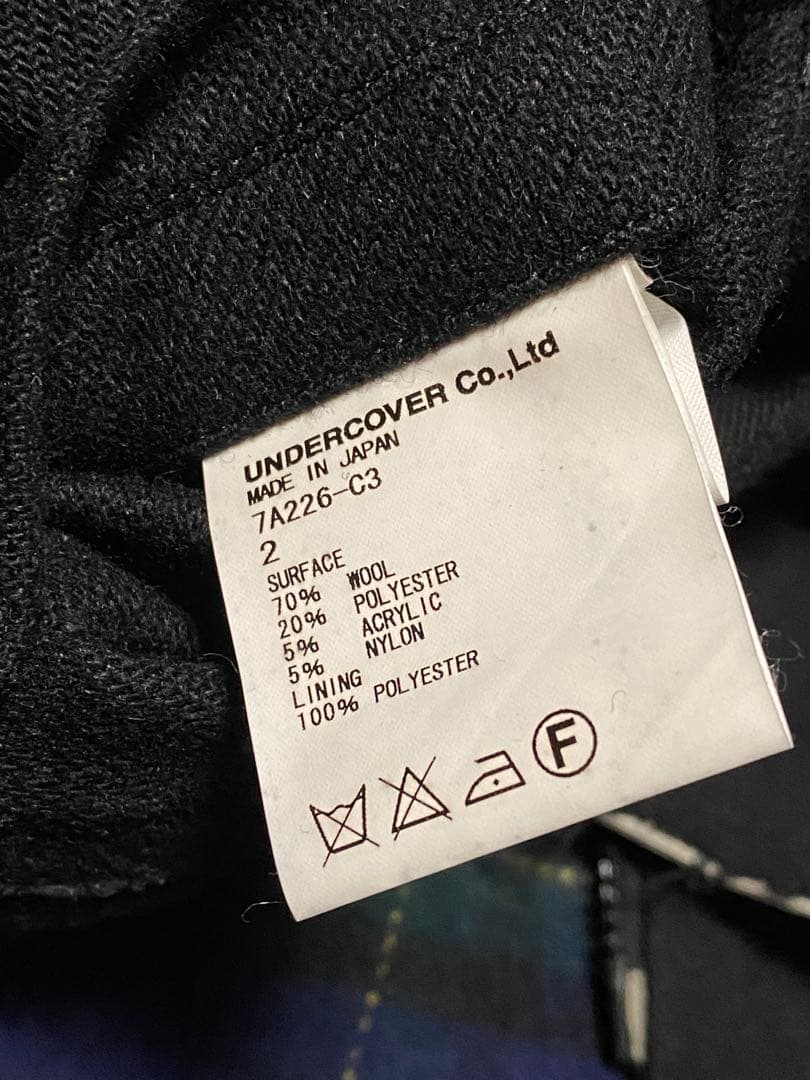 UNDERCOVER Co.,Ltd
MADE IN JAPAN
7A226-C3
2
SURFACE
70% WOOL
20% POLYESTER
5% ACRYLIC
5% NYLON
LINING
100% POLYESTER
F